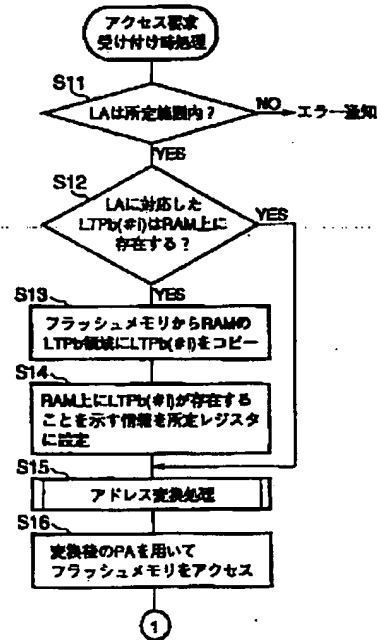 アクセス要求
受け付け時処理
S11
LAは所定範囲内?
NO
エラー通知
YES
S12
LAに対応した
LTPb(#i)はRAM上に
存在する?
YES
YES
S13
フラッシュメモリからRAMの
LTPb領域にLTPb(#i)をコピー
S14
RAM上にLTPb(#i)が存在する
ことを示す情報を所定レジスタ
に設定
S15
アドレス変換処理
S16
変換後のPAを用いて
フラッシュメモリをアクセス
1